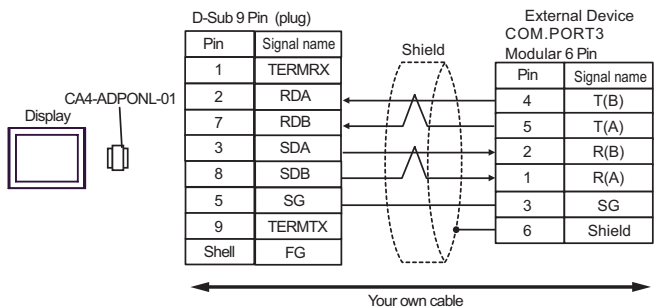 D-Sub 9 Pin (plug)
External Device
COM.PORT3
Modular 6 Pin
Shield
Pin Signal name
Pin Signal name
1 TERMRX
2 RDA
4 T(B)
7 RDB
5 T(A)
3 SDA
2 R(B)
8 SDB
1 R(A)
5 SG
3 SG
9 TERMTX
6 Shield
Shell FG
CA4-ADPONL-01
Display
Your own cable